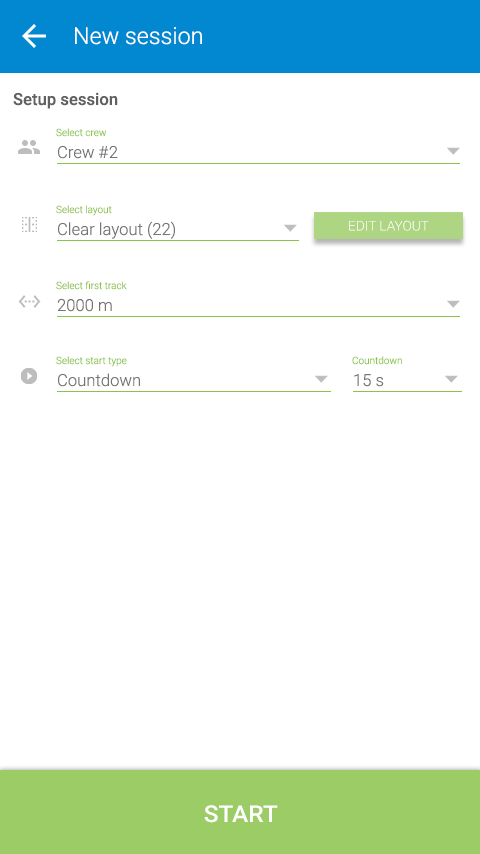 New session
Setup session
Select crew
Crew #2
Select layout
Clear layout (22)
EDIT LAYOUT
Select first track
2000 m
Select start type
Countdown
Countdown
15 s
START